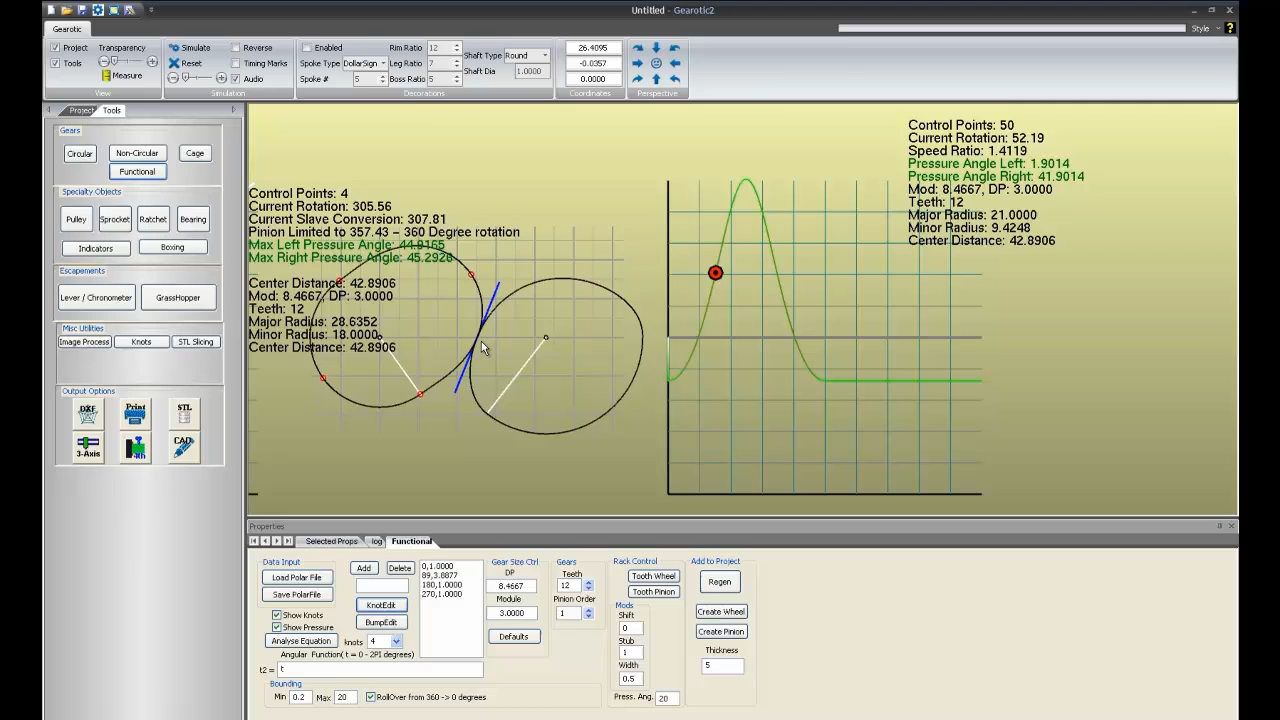 Untitled - Gearotic2
Gearotic
Style
Project
Transparency
Tools
Measure
View
Simulate
Reverse
Reset
Timing Marks
Audio
Simulation
Enabled
Rim Ratio 12
Spoke Type DollarSign
Leg Ratio 7
Spoke # 5
Boss Ratio 5
Shaft Type Round
Shaft Dia 1.0000
Decorations
26.4095
-0.0357
0.0000
Coordinates
Perspective
Project Tools
Gears
Circular
Non-Circular
Cage
Functional
Specialty Objects
Pulley
Sprocket
Ratchet
Bearing
Indicators
Boxing
Escapements
Lever / Chronometer
GrassHopper
Misc Utilities
Image Process
Knots
STL Slicing
Output Options
DXF
Print
STL
3-Axis
4th
CAD
Control Points: 4
Current Rotation: 305.56
Current Slave Conversion: 307.81
Pinion Limited to 357.43 - 360 Degree rotation
Max Left Pressure Angle: 44.9165
Max Right Pressure Angle: 45.2926
Center Distance: 42.8906
Mod: 8.4667, DP: 3.0000
Teeth: 12
Major Radius: 28.6352
Minor Radius: 18.0000
Center Distance: 42.8906
Control Points: 50
Current Rotation: 52.19
Speed Ratio: 1.4119
Pressure Angle Left: 1.9014
Pressure Angle Right: 41.9014
Mod: 8.4667, DP: 3.0000
Teeth: 12
Major Radius: 21.0000
Minor Radius: 9.4248
Center Distance: 42.8906
Properties
Selected Props log Functional
Data Input
Load Polar File
Save PolarFile
Show Knots
Show Pressure
Analyse Equation
Add
Delete
KnotEdit
BumpEdit
knots 4
0,1.0000
89,3.8877
180,1.0000
270,1.0000
Angular Function( t = 0 - 2PI degrees)
t2 = t
Bounding
Min 0.2 Max 20 RollOver from 360 -> 0 degrees
Gear Size Ctrl
DP
8.4667
Module
3.0000
Defaults
Gears
Teeth
12
Pinion Order
1
Rack Control
Tooth Wheel
Tooth Pinion
Mods
Shift
0
Stub
1
Width
0.5
Press. Ang. 20
Add to Project
Regen
Create Wheel
Create Pinion
Thickness
5